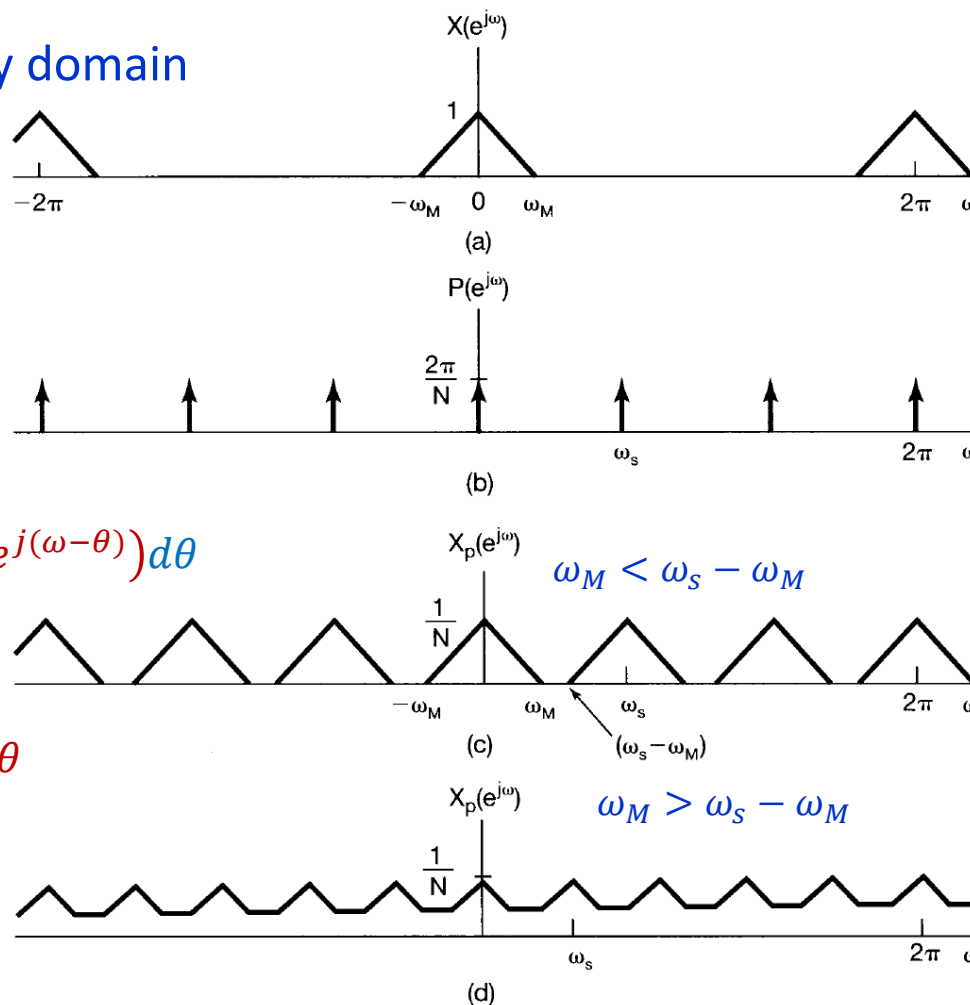 X(e^{jω})
y domain
1
−2π −ω_M 0 ω_M 2π ω
(a)
P(e^{jω})
2π/N
ω_s 2π ω
(b)
e^{j(ω−θ)})dθ
X_p(e^{jω})
ω_M < ω_s − ω_M
1/N
−ω_M ω_M ω_s 2π ω
(ω_s−ω_M)
(c)
θ
X_p(e^{jω})
ω_M > ω_s − ω_M
1/N
ω_s 2π ω
(d)